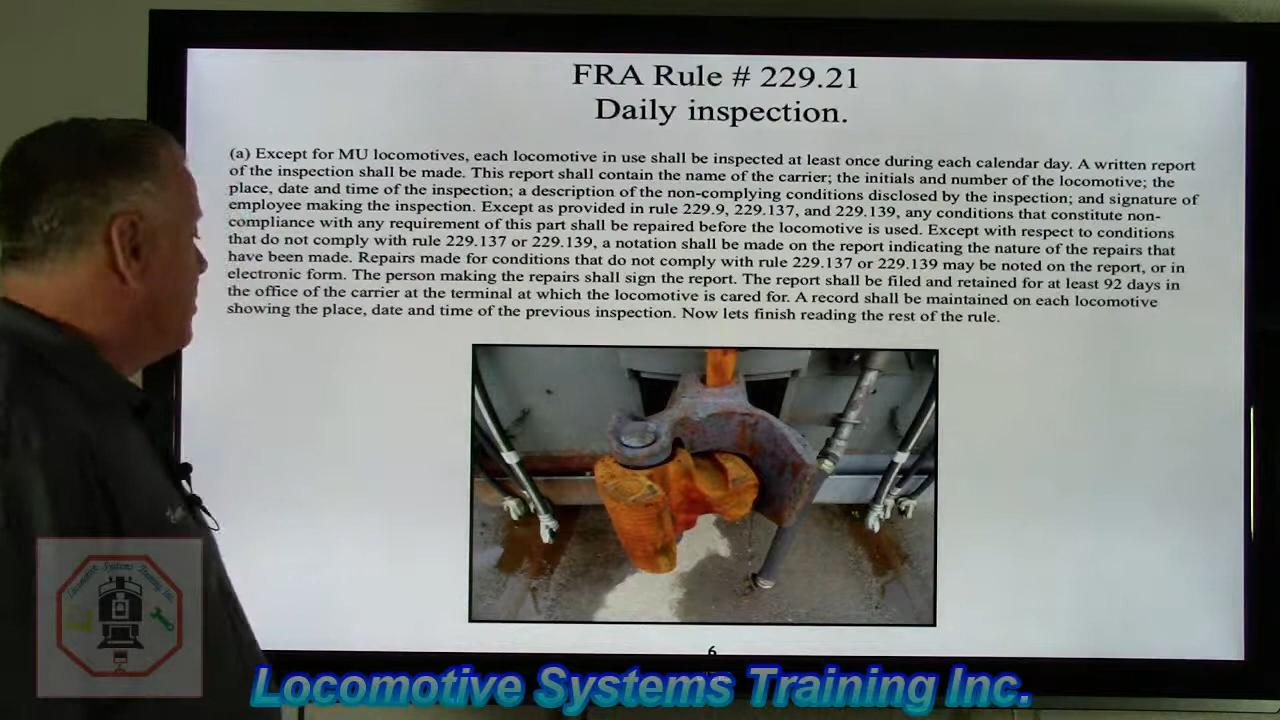 FRA Rule # 229.21
Daily inspection.
(a) Except for MU locomotives, each locomotive in use shall be inspected at least once during each calendar day. A written report
of the inspection shall be made. This report shall contain the name of the carrier; the initials and number of the locomotive; the
place, date and time of the inspection; a description of the non-complying conditions disclosed by the inspection; and signature of
employee making the inspection. Except as provided in rule 229.9, 229.137, and 229.139, any conditions that constitute non-
compliance with any requirement of this part shall be repaired before the locomotive is used. Except with respect to conditions
that do not comply with rule 229.137 or 229.139, a notation shall be made on the report indicating the nature of the repairs that
have been made. Repairs made for conditions that do not comply with rule 229.137 or 229.139 may be noted on the report, or in
electronic form. The person making the repairs shall sign the report. The report shall be filed and retained for at least 92 days in
the office of the carrier at the terminal at which the locomotive is cared for. A record shall be maintained on each locomotive
showing the place, date and time of the previous inspection. Now lets finish reading the rest of the rule.
6
Locomotive Systems Training Inc.
Locomotive Systems Training Inc.